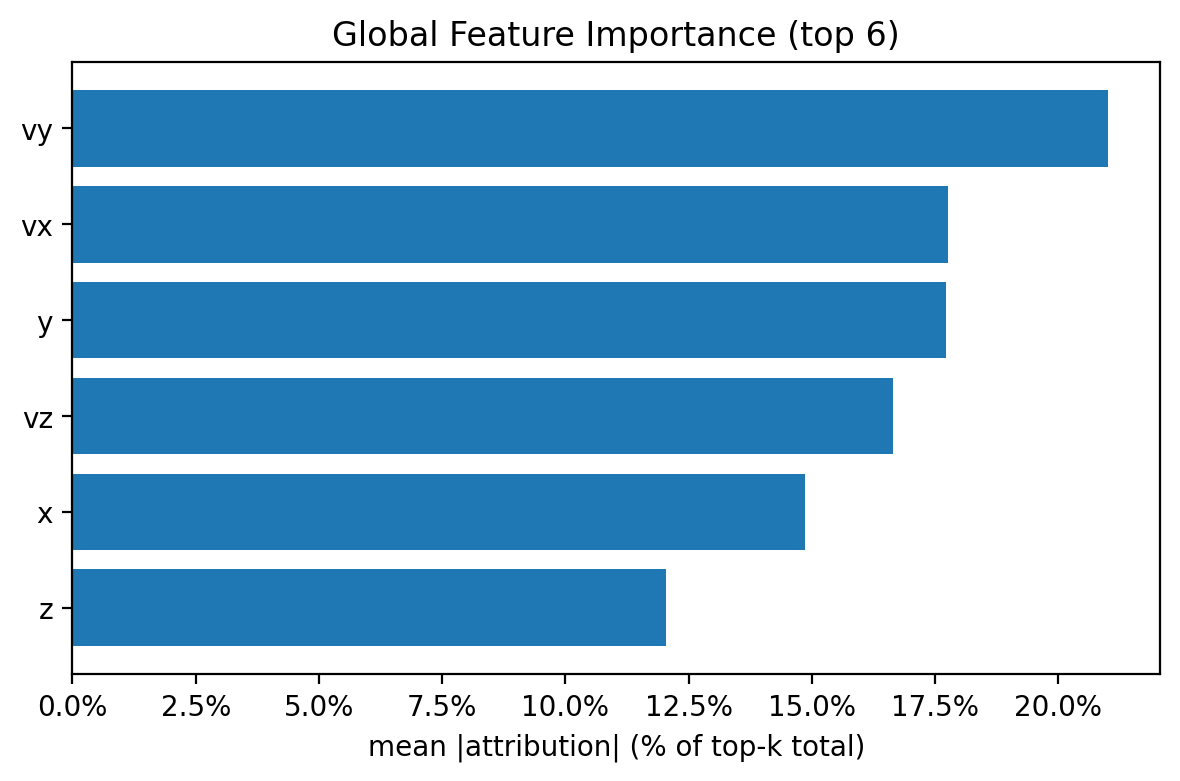 Global Feature Importance (top 6)
vy
vx
y
vz
x
z
0.0% 2.5% 5.0% 7.5% 10.0% 12.5% 15.0% 17.5% 20.0%
mean |attribution| (% of top-k total)